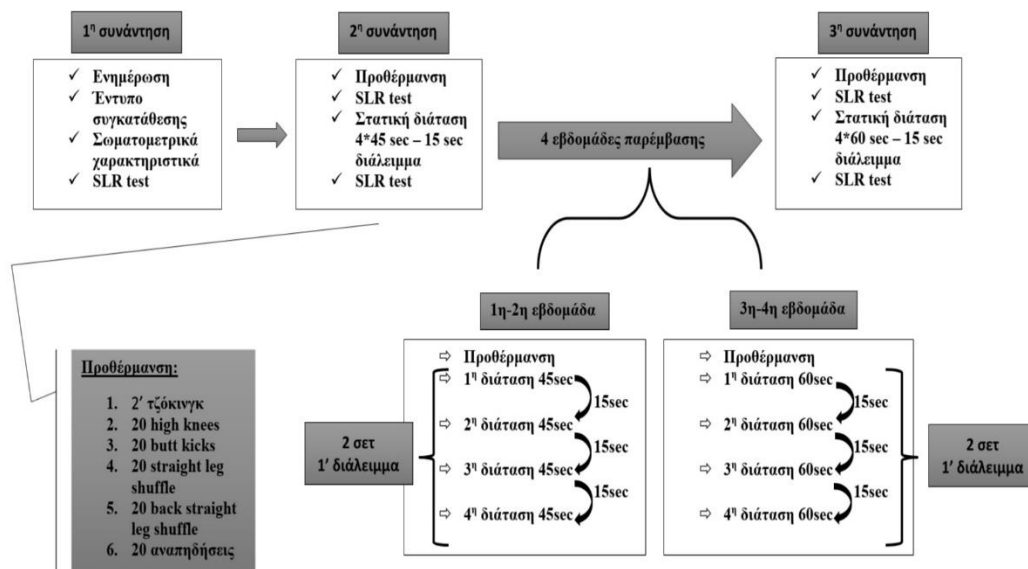 1η συνάντηση
✓ Ενημέρωση
✓ Έντυπο
συγκατάθεσης
✓ Σωματομετρικά
χαρακτηριστικά
✓ SLR test
2η συνάντηση
✓ Προθέρμανση
✓ SLR test
✓ Στατική διάταση
4*45 sec – 15 sec
διάλειμμα
✓ SLR test
4 εβδομάδες παρέμβασης
3η συνάντηση
✓ Προθέρμανση
✓ SLR test
✓ Στατική διάταση
4*60 sec – 15 sec
διάλειμμα
✓ SLR test
Προθέρμανση:
1. 2’ τζόκινγκ
2. 20 high knees
3. 20 butt kicks
4. 20 straight leg
shuffle
5. 20 back straight
leg shuffle
6. 20 αναπηδήσεις
1η-2η εβδομάδα
⇨ Προθέρμανση
⇨ 1η διάταση 45sec
15sec
⇨ 2η διάταση 45sec
15sec
⇨ 3η διάταση 45sec
15sec
⇨ 4η διάταση 45sec
2 σετ
1’ διάλειμμα
3η-4η εβδομάδα
⇨ Προθέρμανση
⇨ 1η διάταση 60sec
15sec
⇨ 2η διάταση 60sec
15sec
⇨ 3η διάταση 60sec
15sec
⇨ 4η διάταση 60sec
2 σετ
1’ διάλειμμα